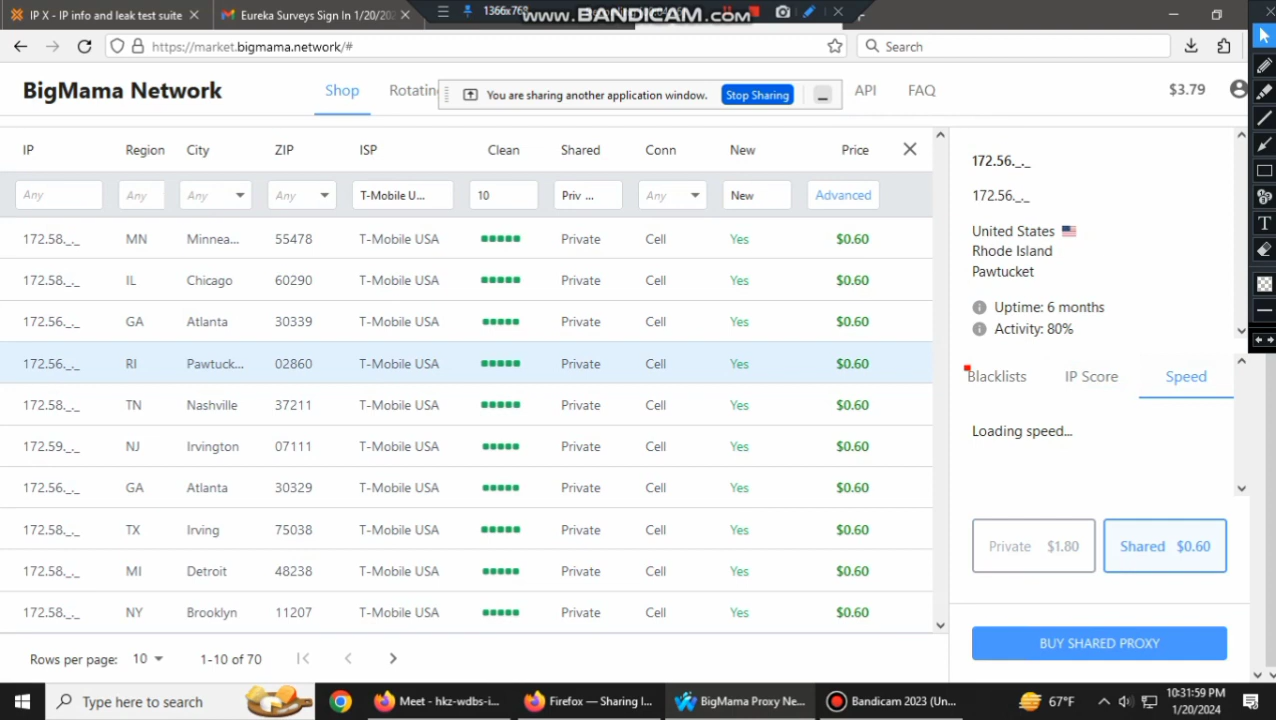 IP X - IP and leak test suite
Eureka Surveys Sign In 1/20/202
1366x768
www.BANDICAM.com
https://market.bigmama.network/#
Search
BigMama Network
Shop
You are sharing another application window.
Stop Sharing
API
FAQ
$3.79
IP Region City ZIP ISP Clean Shared Conn New Price
Any Any Any Any T-Mobile U... 10 Priv ... Any New Advanced
172.58._._ MN Minnea... 55478 T-Mobile USA Private Cell Yes $0.60
172.58._._ IL Chicago 60290 T-Mobile USA Private Cell Yes $0.60
172.56._._ GA Atlanta 30339 T-Mobile USA Private Cell Yes $0.60
172.56._._ RI Pawtuck... 02860 T-Mobile USA Private Cell Yes $0.60
172.58._._ TN Nashville 37211 T-Mobile USA Private Cell Yes $0.60
172.59._._ NJ Irvington 07111 T-Mobile USA Private Cell Yes $0.60
172.56._._ GA Atlanta 30329 T-Mobile USA Private Cell Yes $0.60
172.58._._ TX Irving 75038 T-Mobile USA Private Cell Yes $0.60
172.58._._ MI Detroit 48238 T-Mobile USA Private Cell Yes $0.60
172.58._._ NY Brooklyn 11207 T-Mobile USA Private Cell Yes $0.60
Rows per page: 10 1-10 of 70
172.56._._
172.56._._
United States
Rhode Island
Pawtucket
Uptime: 6 months
Activity: 80%
Blacklists IP Score Speed
Loading speed...
Private $1.80 Shared $0.60
BUY SHARED PROXY
Type here to search
Meet - hkz-wdbs-i...
Firefox — Sharing I...
BigMama Proxy Ne...
Bandicam 2023 (Un...
67°F
10:31:59 PM
1/20/2024